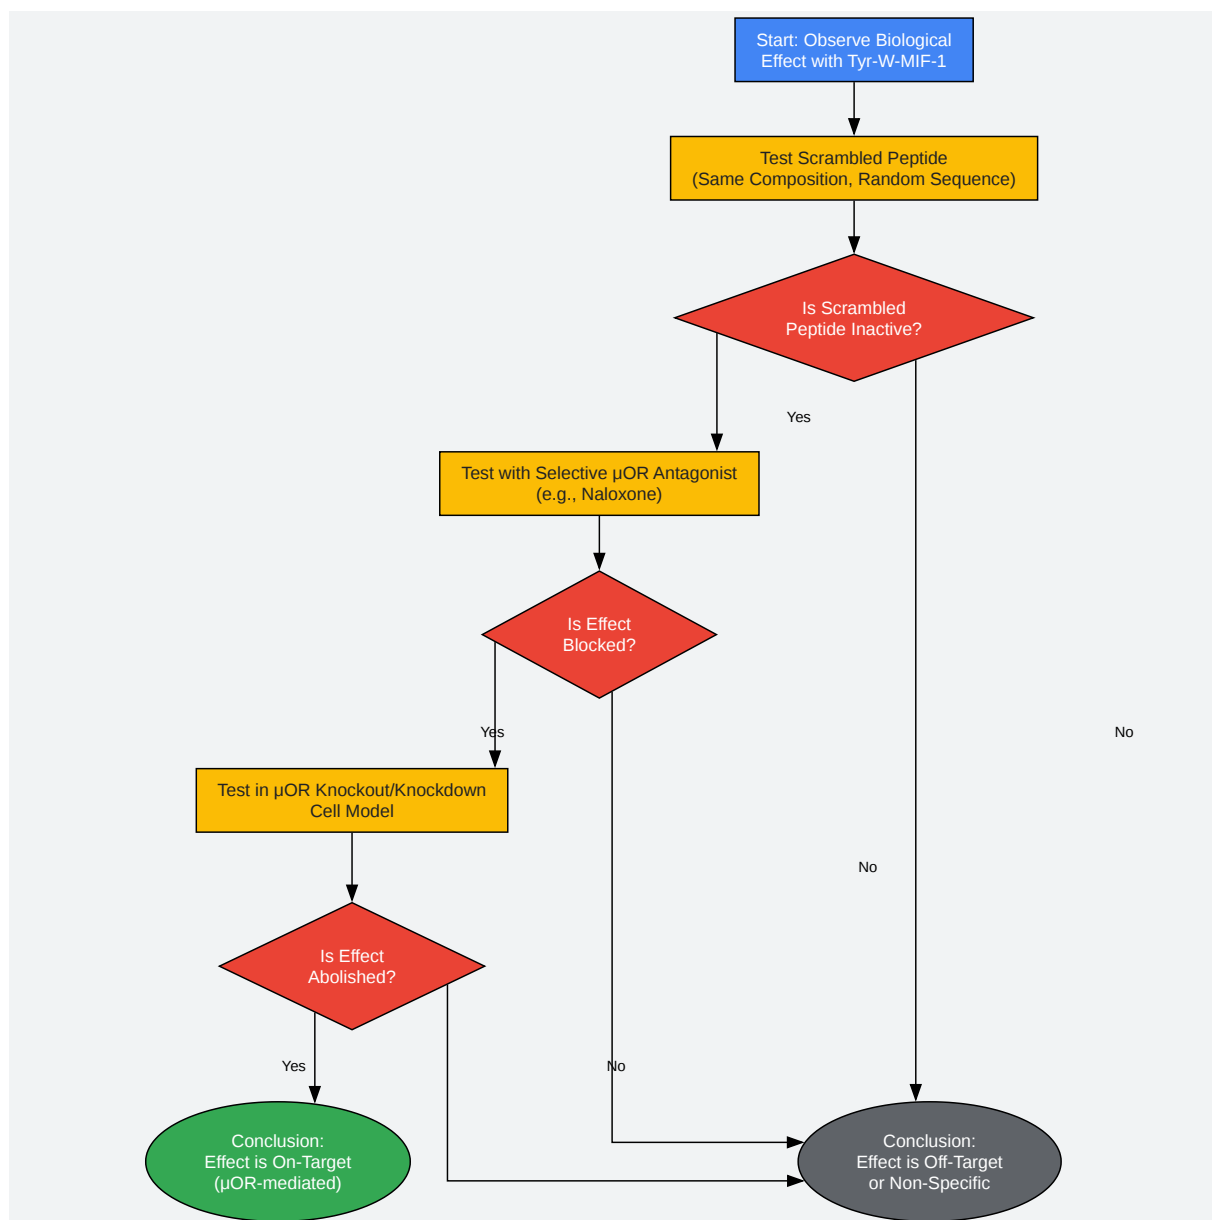 Start: Observe Biological
Effect with Tyr-W-MIF-1
Test Scrambled Peptide
(Same Composition, Random Sequence)
Is Scrambled
Peptide Inactive?
Yes
Test with Selective μOR Antagonist
(e.g., Naloxone)
Is Effect
Blocked?
Yes
No
Test in μOR Knockout/Knockdown
Cell Model
No
Is Effect
Abolished?
Yes
No
Conclusion:
Effect is On-Target
(μOR-mediated)
Conclusion:
Effect is Off-Target
or Non-Specific